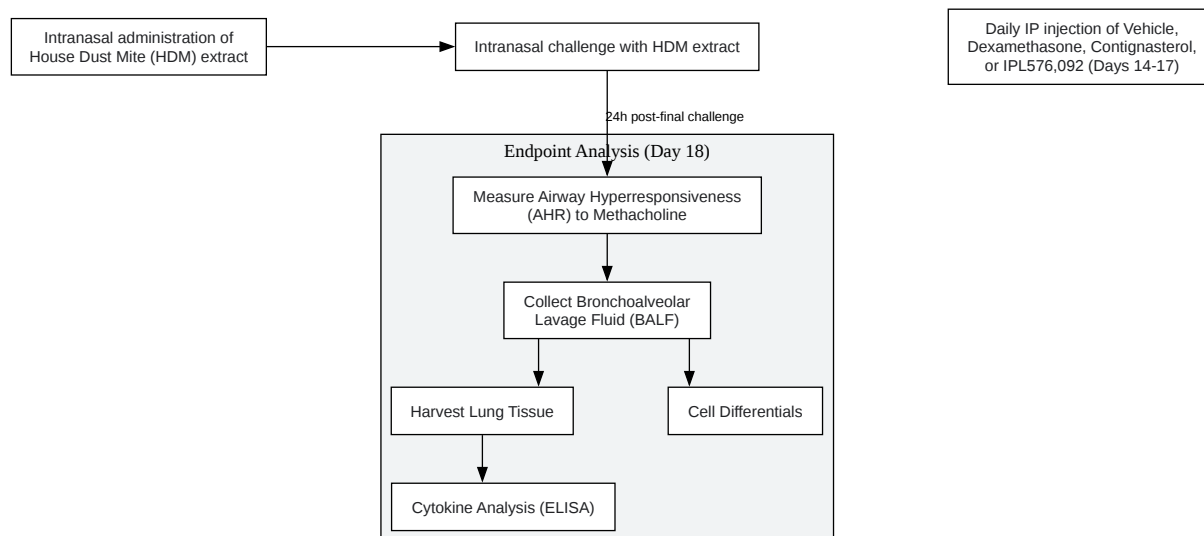 Intranasal administration of
House Dust Mite (HDM) extract
Intranasal challenge with HDM extract
Daily IP injection of Vehicle,
Dexamethasone, Contignasterol,
or IPL576,092 (Days 14-17)
24h post-final challenge
Endpoint Analysis (Day 18)
Measure Airway Hyperresponsiveness
(AHR) to Methacholine
Collect Bronchoalveolar
Lavage Fluid (BALF)
Harvest Lung Tissue
Cell Differentials
Cytokine Analysis (ELISA)